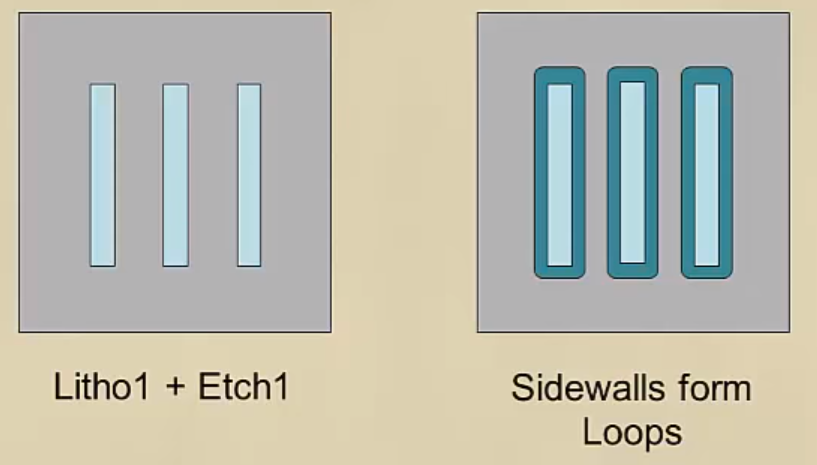 Litho1 + Etch1
Sidewalls form
Loops